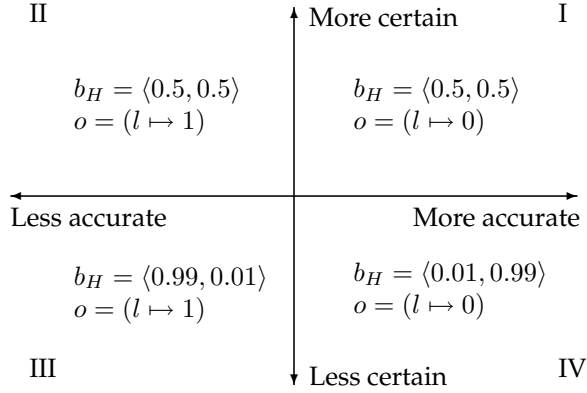 II
More certain
I
b_H = ⟨0.5, 0.5⟩
o = (l ↦ 1)
b_H = ⟨0.5, 0.5⟩
o = (l ↦ 0)
Less accurate
More accurate
b_H = ⟨0.99, 0.01⟩
o = (l ↦ 1)
b_H = ⟨0.01, 0.99⟩
o = (l ↦ 0)
III
Less certain
IV